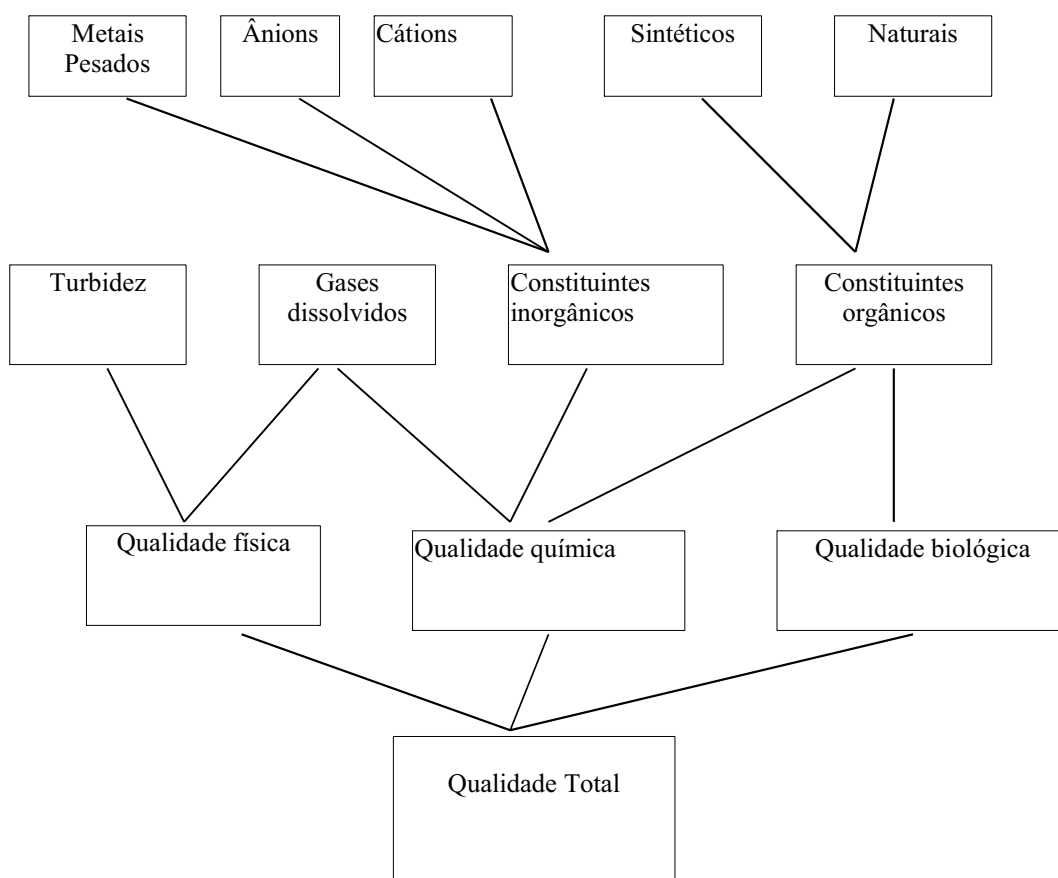 Metais
Pesados
Ânions
Cátions
Sintéticos
Naturais
Turbidez
Gases
dissolvidos
Constituintes
inorgânicos
Constituintes
orgânicos
Qualidade física
Qualidade química
Qualidade biológica
Qualidade Total